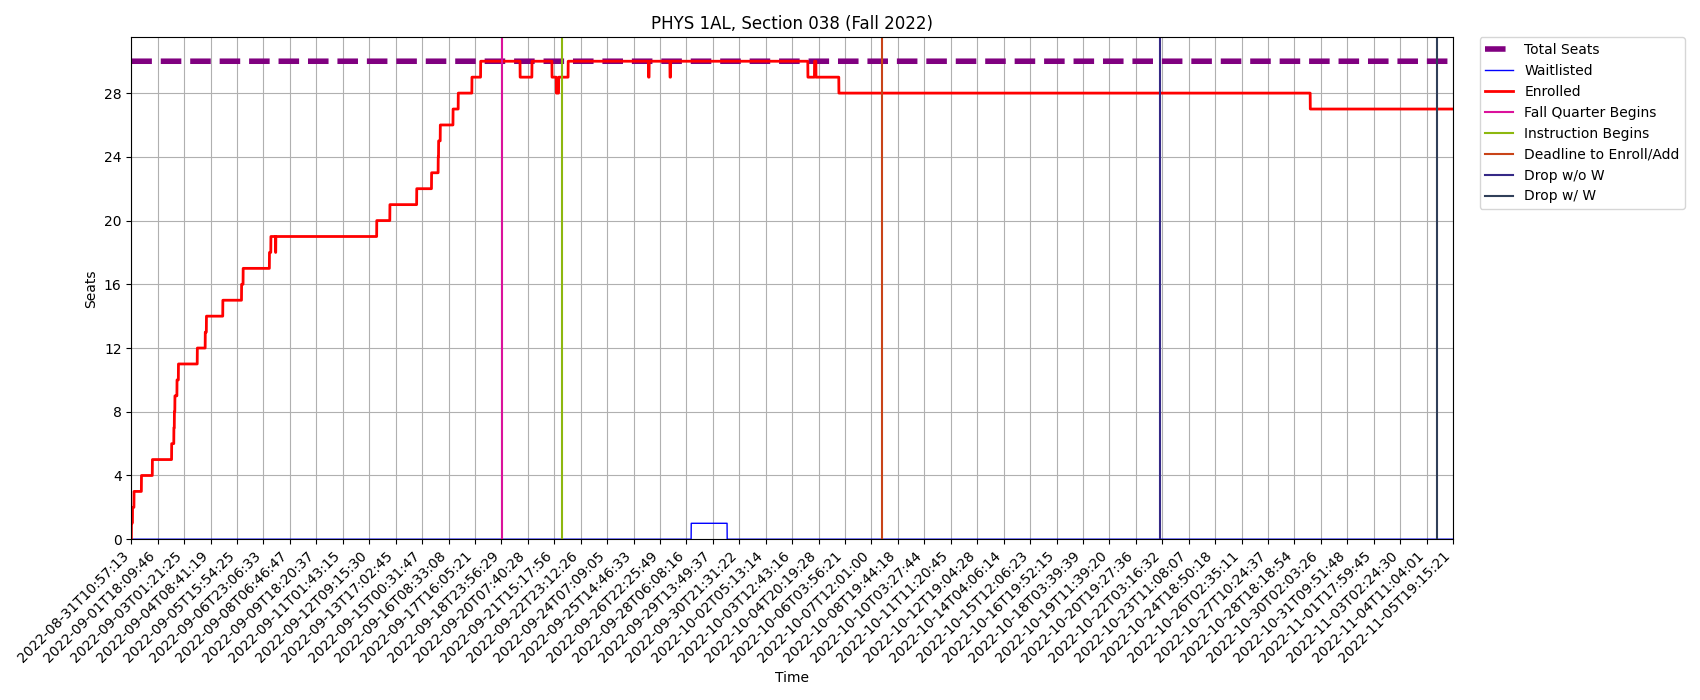 PHYS 1AL, Section 038 (Fall 2022)
Total Seats
Waitlisted
Enrolled
Fall Quarter Begins
Instruction Begins
Deadline to Enroll/Add
Drop w/o W
Drop w/ W
Seats
28
24
20
16
12
8
4
0
2022-08-31T10:57:13
2022-09-01T18:09:46
2022-09-03T01:21:25
2022-09-04T08:41:19
2022-09-05T15:54:25
2022-09-06T23:06:33
2022-09-08T06:46:47
2022-09-09T18:20:37
2022-09-11T01:43:15
2022-09-12T09:15:30
2022-09-13T17:02:45
2022-09-15T00:31:47
2022-09-16T08:33:08
2022-09-17T16:05:21
2022-09-18T23:56:29
2022-09-20T07:40:28
2022-09-21T15:17:56
2022-09-22T23:12:26
2022-09-24T07:09:05
2022-09-25T14:46:33
2022-09-26T22:25:49
2022-09-28T06:08:16
2022-09-29T13:49:37
2022-09-30T21:31:22
2022-10-02T05:13:14
2022-10-03T12:43:16
2022-10-04T20:19:28
2022-10-06T03:56:21
2022-10-07T12:01:00
2022-10-08T19:44:18
2022-10-10T03:27:44
2022-10-11T11:20:45
2022-10-12T19:04:28
2022-10-14T04:06:14
2022-10-15T12:06:23
2022-10-16T19:52:15
2022-10-18T03:39:39
2022-10-19T11:39:20
2022-10-20T19:27:36
2022-10-22T03:16:32
2022-10-23T11:08:07
2022-10-24T18:50:18
2022-10-26T02:35:11
2022-10-27T10:24:37
2022-10-28T18:18:54
2022-10-30T02:03:26
2022-10-31T09:51:48
2022-11-01T17:59:45
2022-11-03T02:24:30
2022-11-04T11:04:01
2022-11-05T19:15:21
Time